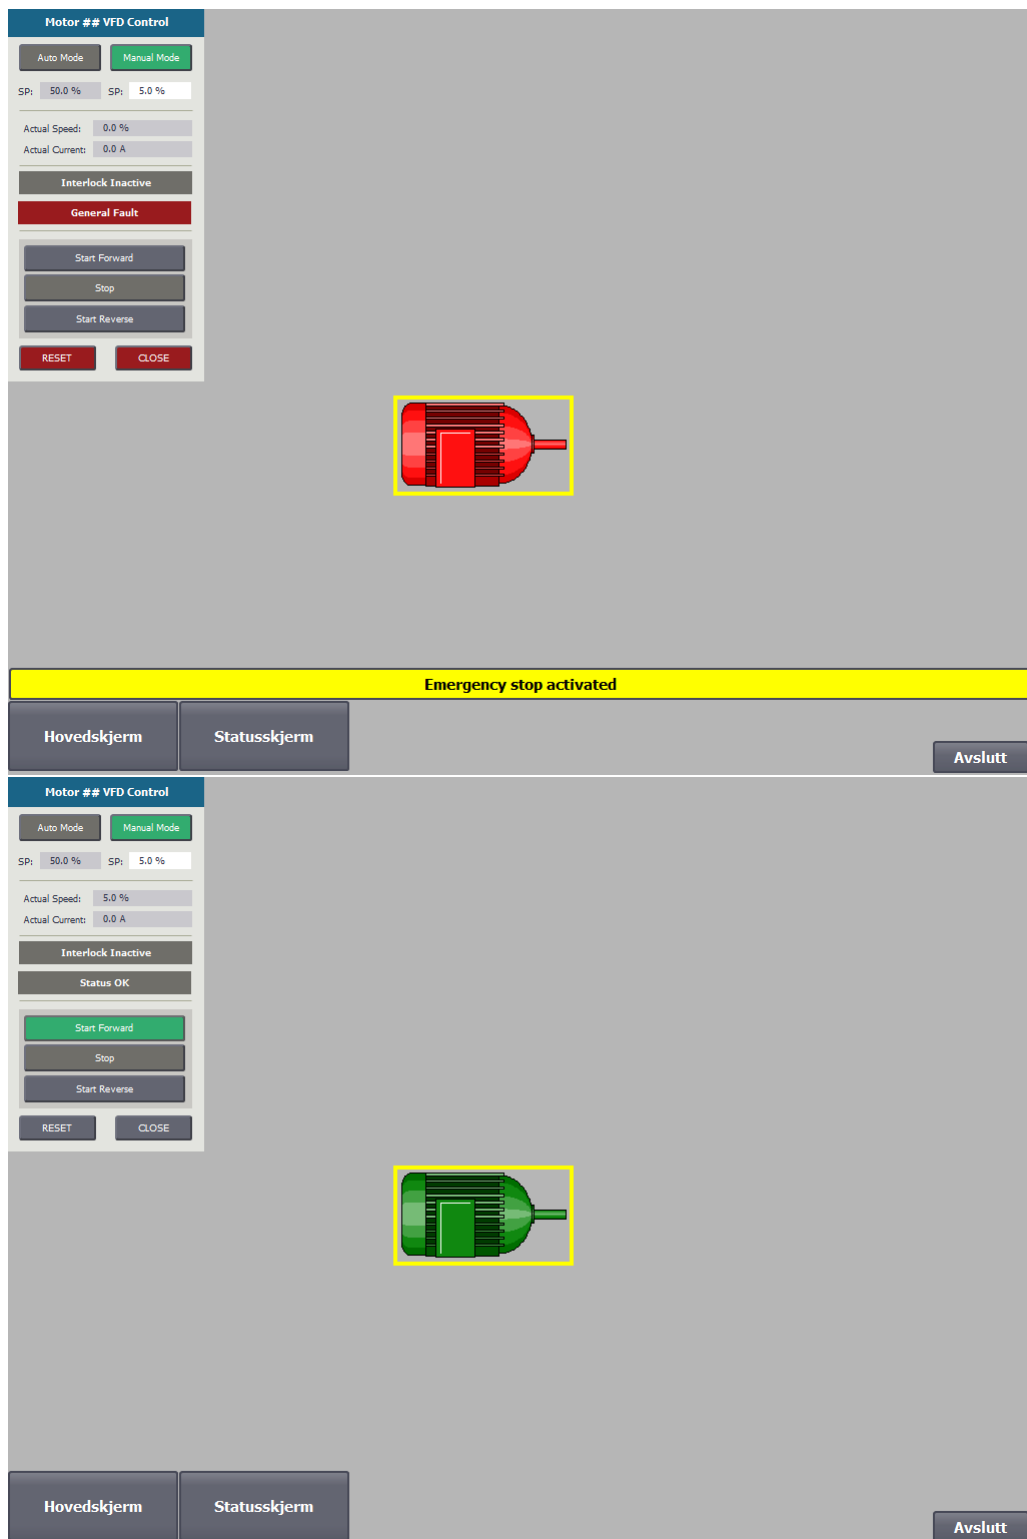 Motor ## VFD Control
Auto Mode Manual Mode
SP: 50.0 % SP: 5.0 %
Actual Speed: 0.0 %
Actual Current: 0.0 A
Interlock Inactive
General Fault
Start Forward
Stop
Start Reverse
RESET CLOSE
Emergency stop activated
Hovedskjerm Statusskjerm
Avslutt
Motor ## VFD Control
Auto Mode Manual Mode
SP: 50.0 % SP: 5.0 %
Actual Speed: 5.0 %
Actual Current: 0.0 A
Interlock Inactive
Status OK
Start Forward
Stop
Start Reverse
RESET CLOSE
Hovedskjerm Statusskjerm
Avslutt